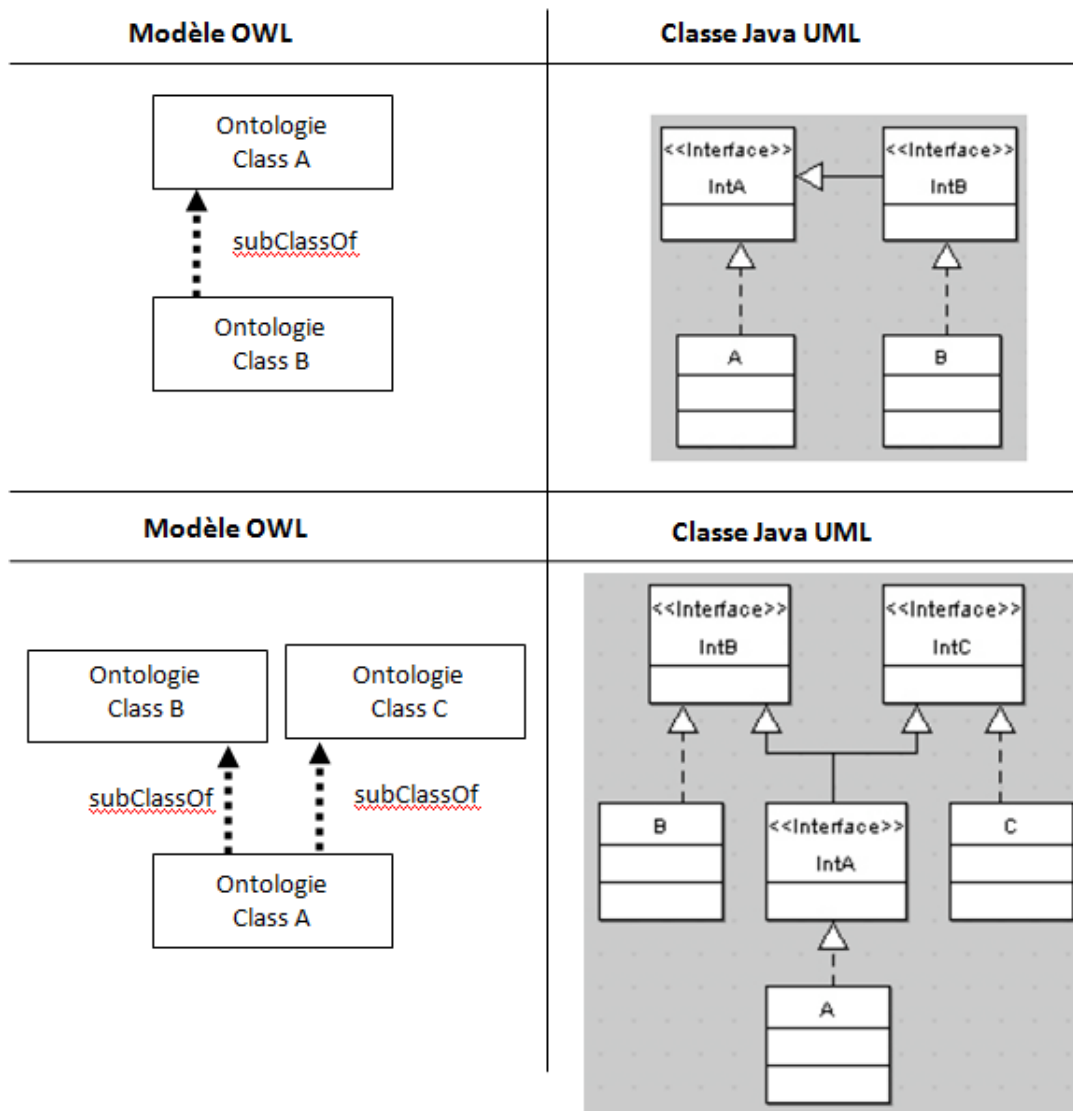 Modèle OWL
Classe Java UML
Ontologie
Class A
subClassOf
Ontologie
Class B
<<Interface>>
IntA
<<Interface>>
IntB
A
B
Modèle OWL
Classe Java UML
Ontologie
Class B
Ontologie
Class C
subClassOf
subClassOf
Ontologie
Class A
<<Interface>>
IntB
<<Interface>>
IntC
B
<<Interface>>
IntA
C
A